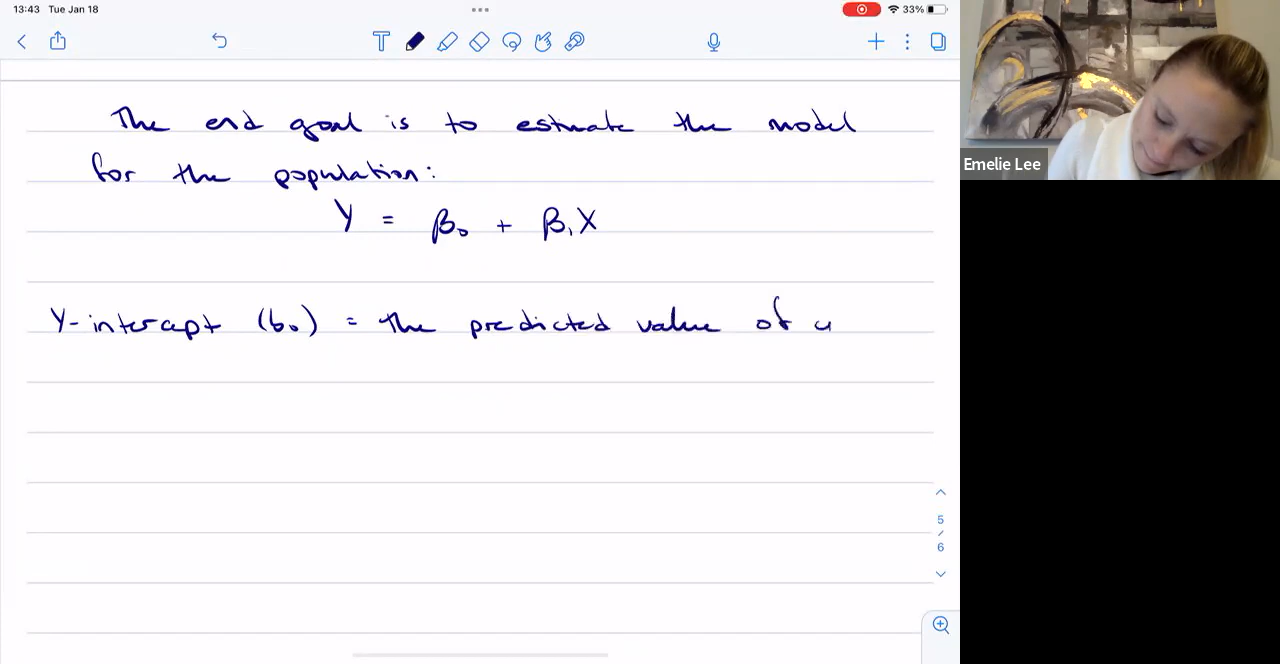 13:43 Tue Jan 18
33%
The end goal is to estimate the model
for the population:
Y = β₀ + β₁X
Y-intercept (b₀) = the predicted value of
5
6
Emelie Lee